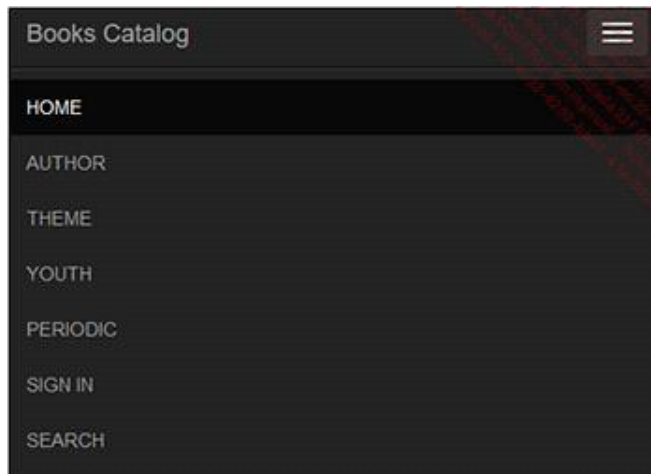 Books Catalog
HOME
AUTHOR
THEME
YOUTH
PERIODIC
SIGN IN
SEARCH